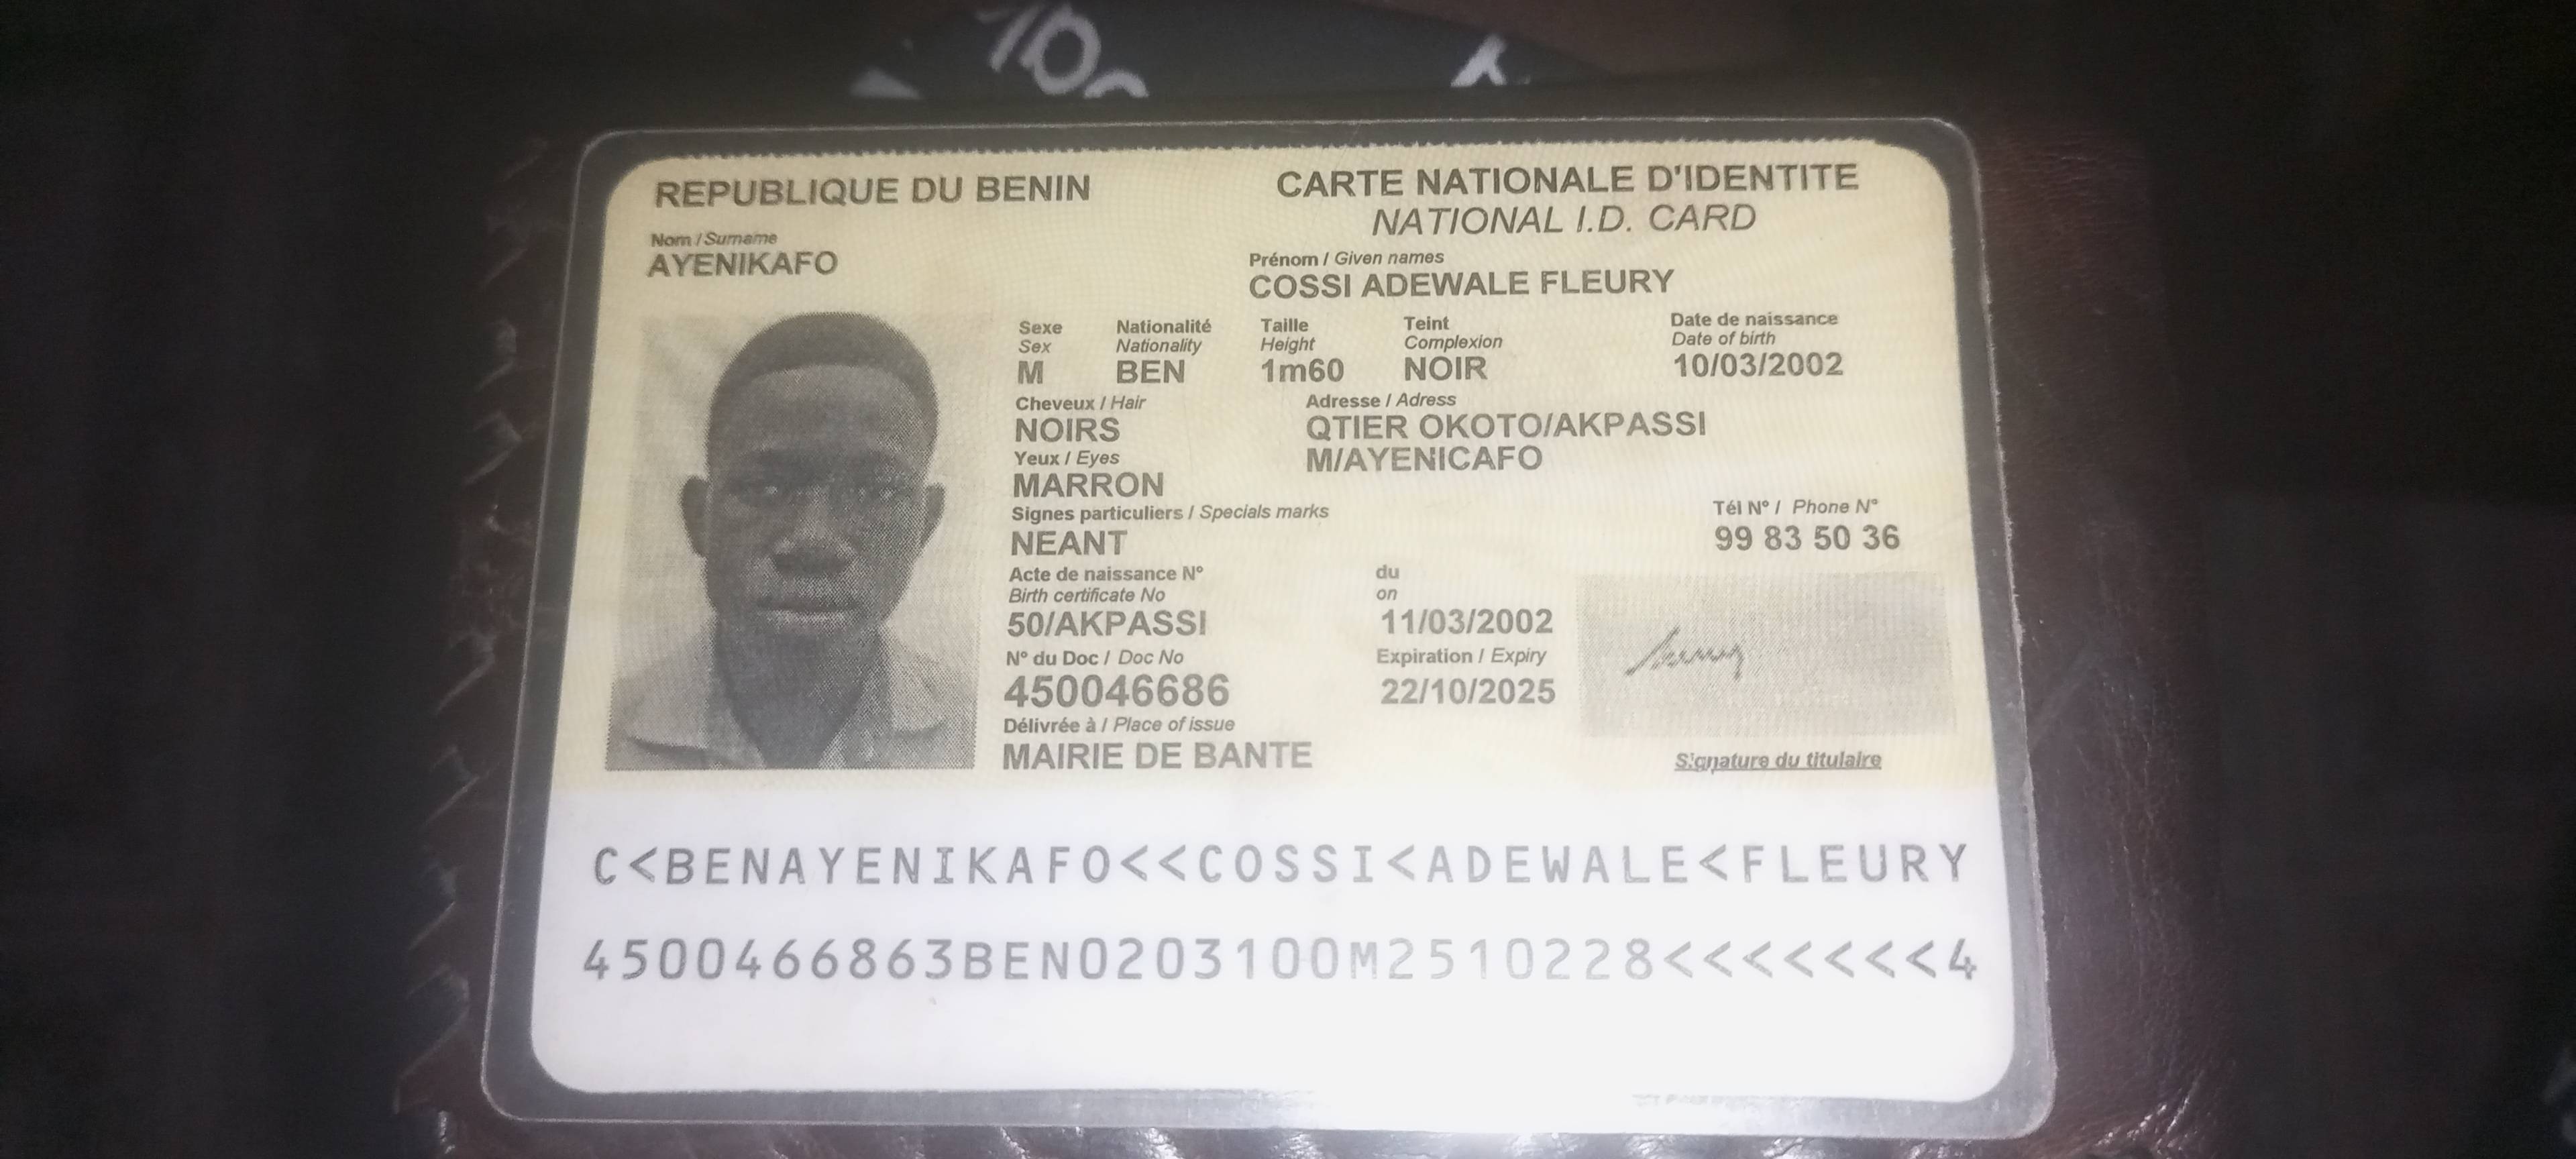 REPUBLIQUE DU BENIN
CARTE NATIONALE D'IDENTITE
NATIONAL I.D. CARD
Nom / Surname
AYENIKAFO
Prénom / Given names
COSSI ADEWALE FLEURY
Sexe Nationalité Taille Teint Date de naissance
Sex Nationality Height Complexion Date of birth
M BEN 1m60 NOIR 10/03/2002
Cheveux / Hair Adresse / Adress
NOIRS QTIER OKOTO/AKPASSI
Yeux / Eyes M/AYENICAFO
MARRON
Signes particuliers / Specials marks Tél N° / Phone N°
NEANT 99 83 50 36
Acte de naissance N° du
Birth certificate No on
50/AKPASSI 11/03/2002
N° du Doc / Doc No Expiration / Expiry
450046686 22/10/2025
Délivrée à / Place of issue
MAIRIE DE BANTE
Signature du titulaire
C<BENAYENIKAFO<<COSSI<ADEWALE<FLEURY
4500466863BEN0203100M2510228<<<<<<<4